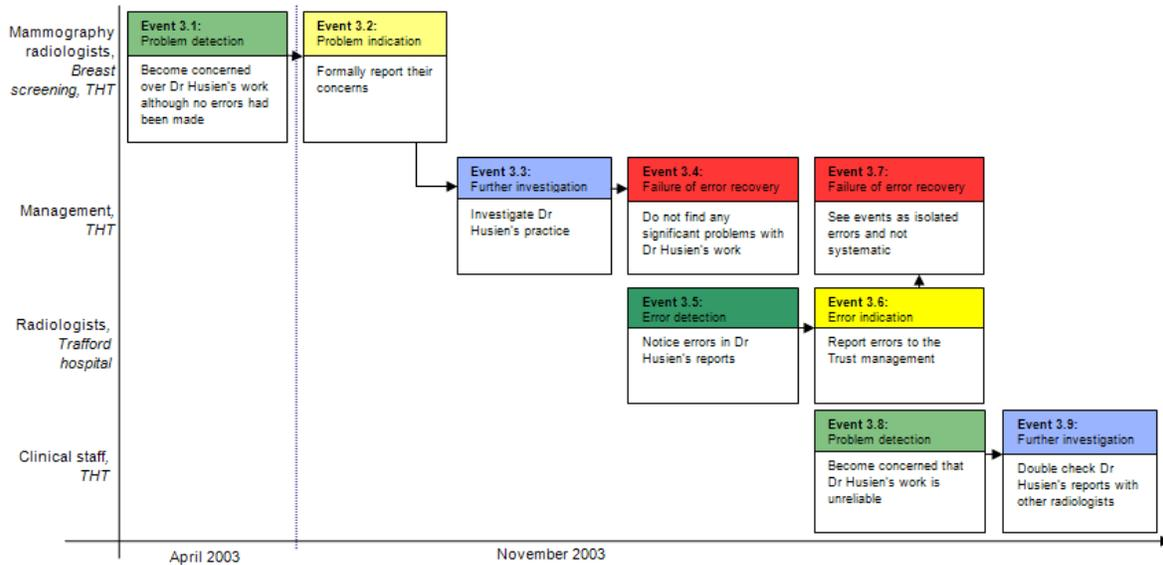 Mammography
radiologists,
Breast
screening, THT
Event 3.1:
Problem detection
Become concerned
over Dr Husien's work
although no errors had
been made
Event 3.2:
Problem indication
Formally report their
concerns
Management,
THT
Event 3.3:
Further investigation
Investigate Dr
Husien's practice
Event 3.4:
Failure of error recovery
Do not find any
significant problems with
Dr Husien's work
Event 3.7:
Failure of error recovery
See events as isolated
errors and not
systematic
Radiologists,
Trafford
hospital
Event 3.5:
Error detection
Notice errors in Dr
Husien's reports
Event 3.6:
Error indication
Report errors to the
Trust management
Clinical staff,
THT
Event 3.8:
Problem detection
Become concerned that
Dr Husien's work is
unreliable
Event 3.9:
Further investigation
Double check Dr
Husien's reports with
other radiologists
April 2003
November 2003